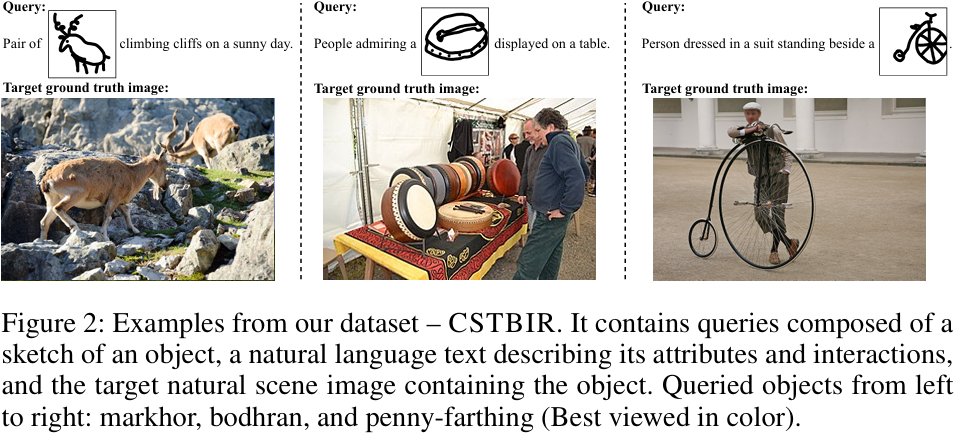 Query:
Pair of climbing cliffs on a sunny day.
Target ground truth image:
Query:
People admiring a displayed on a table.
Target ground truth image:
Query:
Person dressed in a suit standing beside a .
Target ground truth image:
Figure 2: Examples from our dataset – CSTBIR. It contains queries composed of a
sketch of an object, a natural language text describing its attributes and interactions,
and the target natural scene image containing the object. Queried objects from left
to right: markhor, bodhran, and penny-farthing (Best viewed in color).